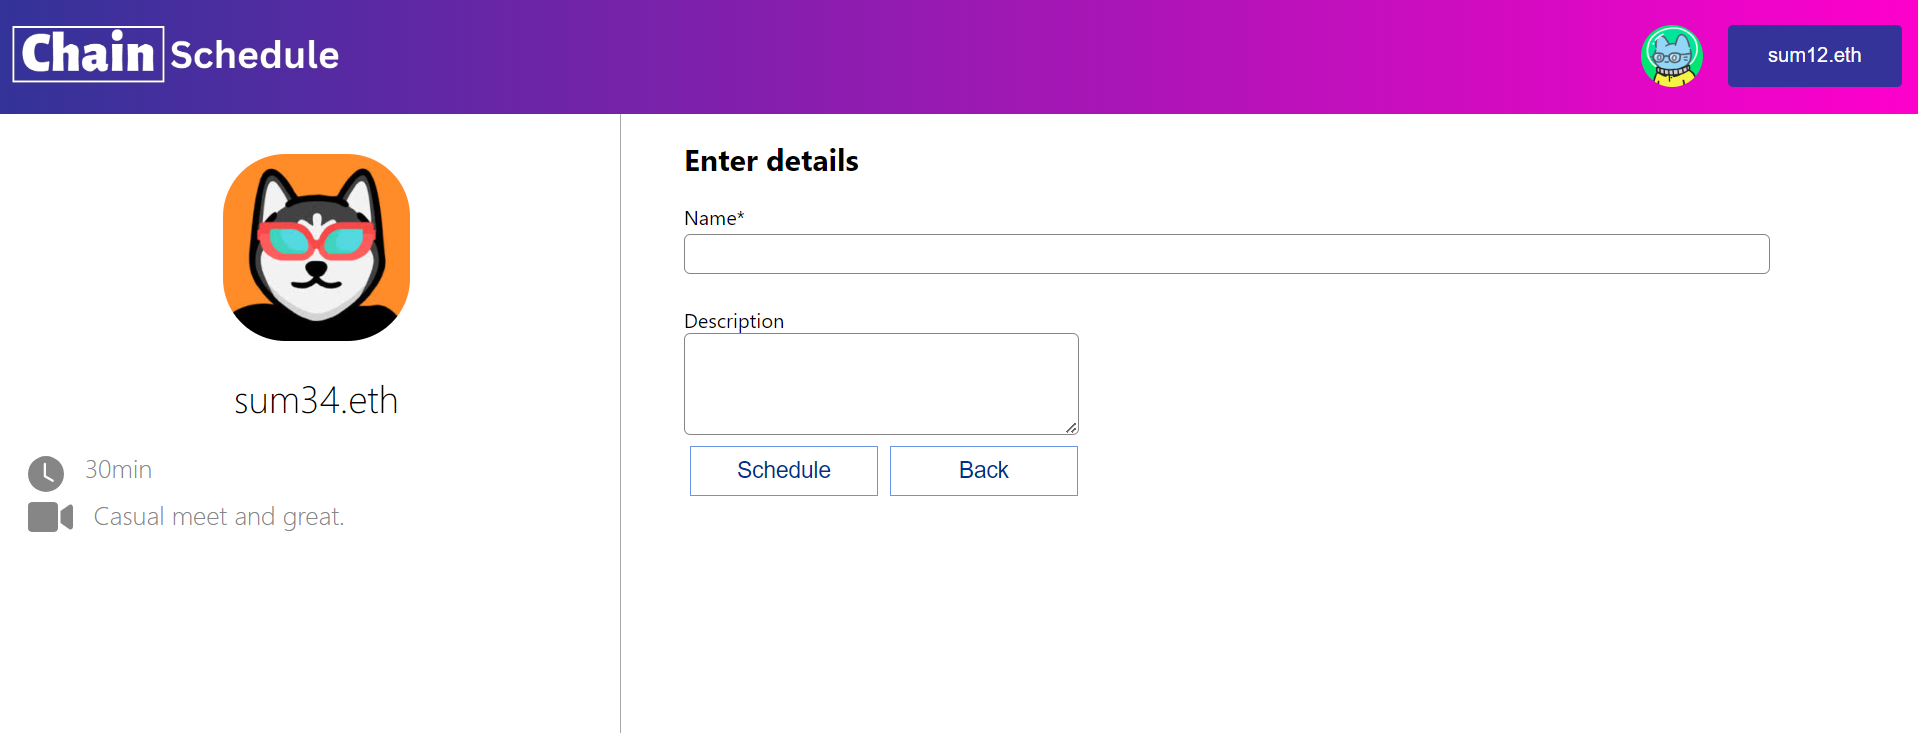 Chain Schedule
sum12.eth
sum34.eth
30min
Casual meet and great.
Enter details
Name*
Description
Schedule
Back